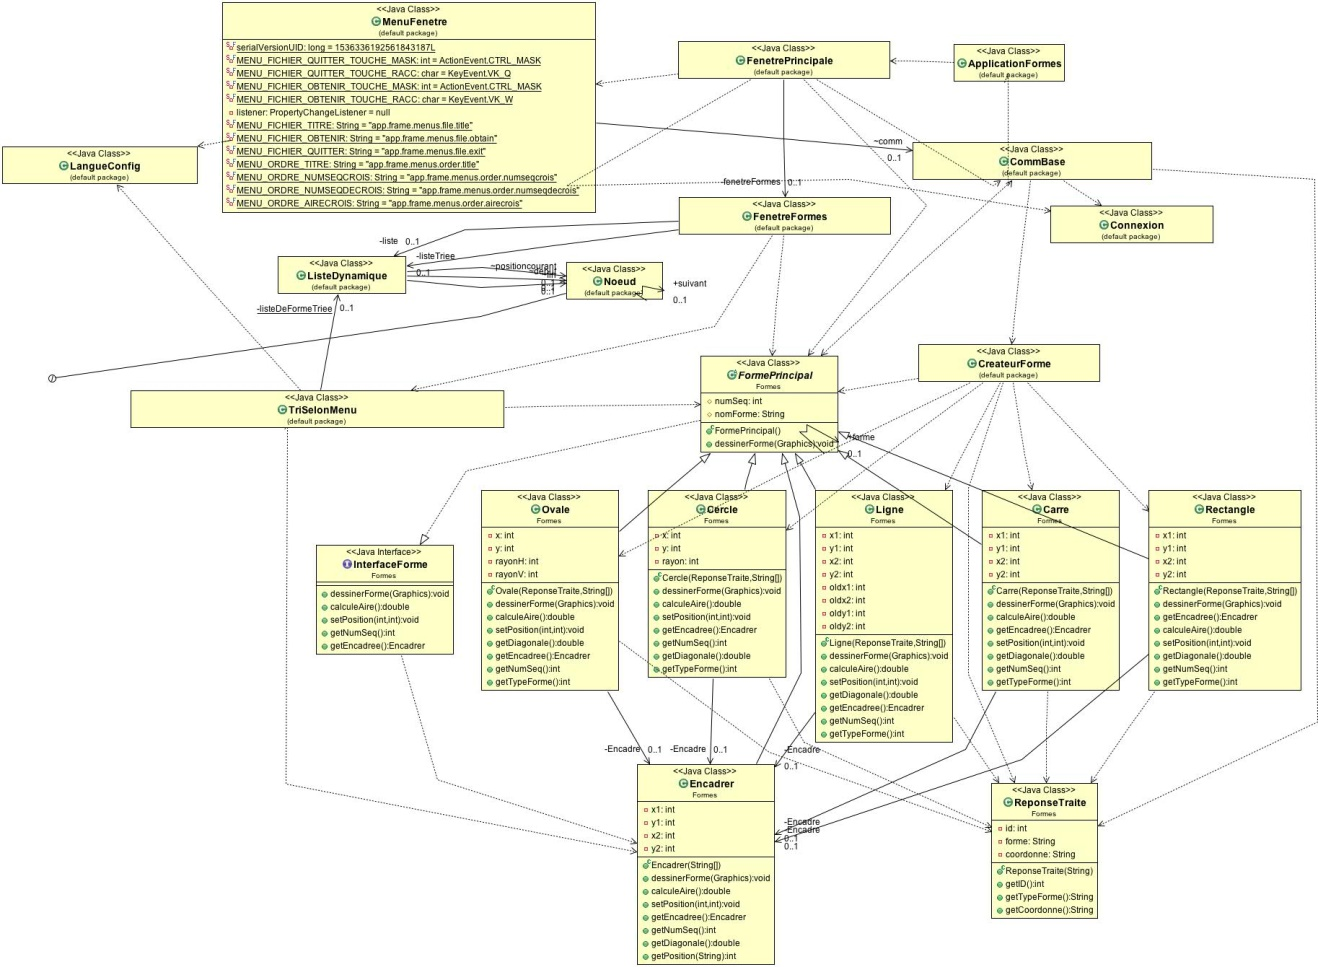 <<Java Class>>
MenuFenetre
(default package)
serialVersionUID: long = 1536336192561843187L
MENU_FICHIER_QUITTER_TOUCHE_MASK: int = ActionEvent.CTRL_MASK
MENU_FICHIER_QUITTER_TOUCHE_RACC: char = KeyEvent.VK_Q
MENU_FICHIER_OBTENIR_TOUCHE_MASK: int = ActionEvent.CTRL_MASK
MENU_FICHIER_OBTENIR_TOUCHE_RACC: char = KeyEvent.VK_W
listener: PropertyChangeListener = null
MENU_FICHIER_TITRE: String = "app.frame.menus.file.title"
MENU_FICHIER_OBTENIR: String = "app.frame.menus.file.obtain"
MENU_FICHIER_QUITTER: String = "app.frame.menus.file.exit"
MENU_ORDRE_TITRE: String = "app.frame.menus.order.title"
MENU_ORDRE_NUMSEQCROIS: String = "app.frame.menus.order.numseqcrois"
MENU_ORDRE_NUMSEQDECROIS: String = "app.frame.menus.order.numseqdecrois"
MENU_ORDRE_AIRECROIS: String = "app.frame.menus.order.airecrois"
<<Java Class>>
FenetrePrincipale
(default package)
<<Java Class>>
ApplicationFormes
(default package)
<<Java Class>>
LangueConfig
(default package)
~comm
0..1
<<Java Class>>
CommBase
(default package)
-fenetreFormes
0..1
<<Java Class>>
FenetreFormes
(default package)
<<Java Class>>
Connexion
(default package)
-liste
0..1
-listeTriee
0..1
<<Java Class>>
ListeDynamique
(default package)
~positioncourant
~debut
0..1
0..1
<<Java Class>>
Noeud
(default package)
+suivant
0..1
-listeDeFormeTriee
0..1
<<Java Class>>
TriSelonMenu
(default package)
<<Java Class>>
FormePrincipal
Formes
numSeq: int
nomForme: String
FormePrincipal()
dessinerForme(Graphics):void
~forme
0..1
<<Java Class>>
CreateurForme
(default package)
<<Java Interface>>
InterfaceForme
Formes
dessinerForme(Graphics):void
calculeAire():double
setPosition(int,int):void
getNumSeq():int
getEncadree():Encadrer
<<Java Class>>
Ovale
Formes
x: int
y: int
rayonH: int
rayonV: int
Ovale(ReponseTraite,String[])
dessinerForme(Graphics):void
calculeAire():double
setPosition(int,int):void
getDiagonale():double
getEncadree():Encadrer
getNumSeq():int
getTypeForme():int
<<Java Class>>
Cercle
Formes
x: int
y: int
rayon: int
Cercle(ReponseTraite,String[])
dessinerForme(Graphics):void
calculeAire():double
setPosition(int,int):void
getEncadree():Encadrer
getNumSeq():int
getDiagonale():double
getTypeForme():int
<<Java Class>>
Ligne
Formes
x1: int
y1: int
x2: int
y2: int
oldx1: int
oldx2: int
oldy1: int
oldy2: int
Ligne(ReponseTraite,String[])
dessinerForme(Graphics):void
calculeAire():double
setPosition(int,int):void
getDiagonale():double
getEncadree():Encadrer
getNumSeq():int
getTypeForme():int
<<Java Class>>
Carre
Formes
x1: int
y1: int
x2: int
y2: int
Carre(ReponseTraite,String[])
dessinerForme(Graphics):void
calculeAire():double
getEncadree():Encadrer
setPosition(int,int):void
getDiagonale():double
getNumSeq():int
getTypeForme():int
<<Java Class>>
Rectangle
Formes
x1: int
y1: int
x2: int
y2: int
Rectangle(ReponseTraite,String[])
dessinerForme(Graphics):void
getEncadree():Encadrer
calculeAire():double
setPosition(int,int):void
getDiagonale():double
getNumSeq():int
getTypeForme():int
-Encadre
0..1
-Encadre
0..1
-Encadre
0..1
-Encadre
-Encadre
0..1
0..1
<<Java Class>>
Encadrer
Formes
x1: int
y1: int
x2: int
y2: int
Encadrer(String[])
dessinerForme(Graphics):void
calculeAire():double
setPosition(int,int):void
getEncadree():Encadrer
getNumSeq():int
getDiagonale():double
getPosition(String):int
<<Java Class>>
ReponseTraite
Formes
id: int
forme: String
coordonne: String
ReponseTraite(String)
getID():int
getTypeForme():String
getCoordonne():String